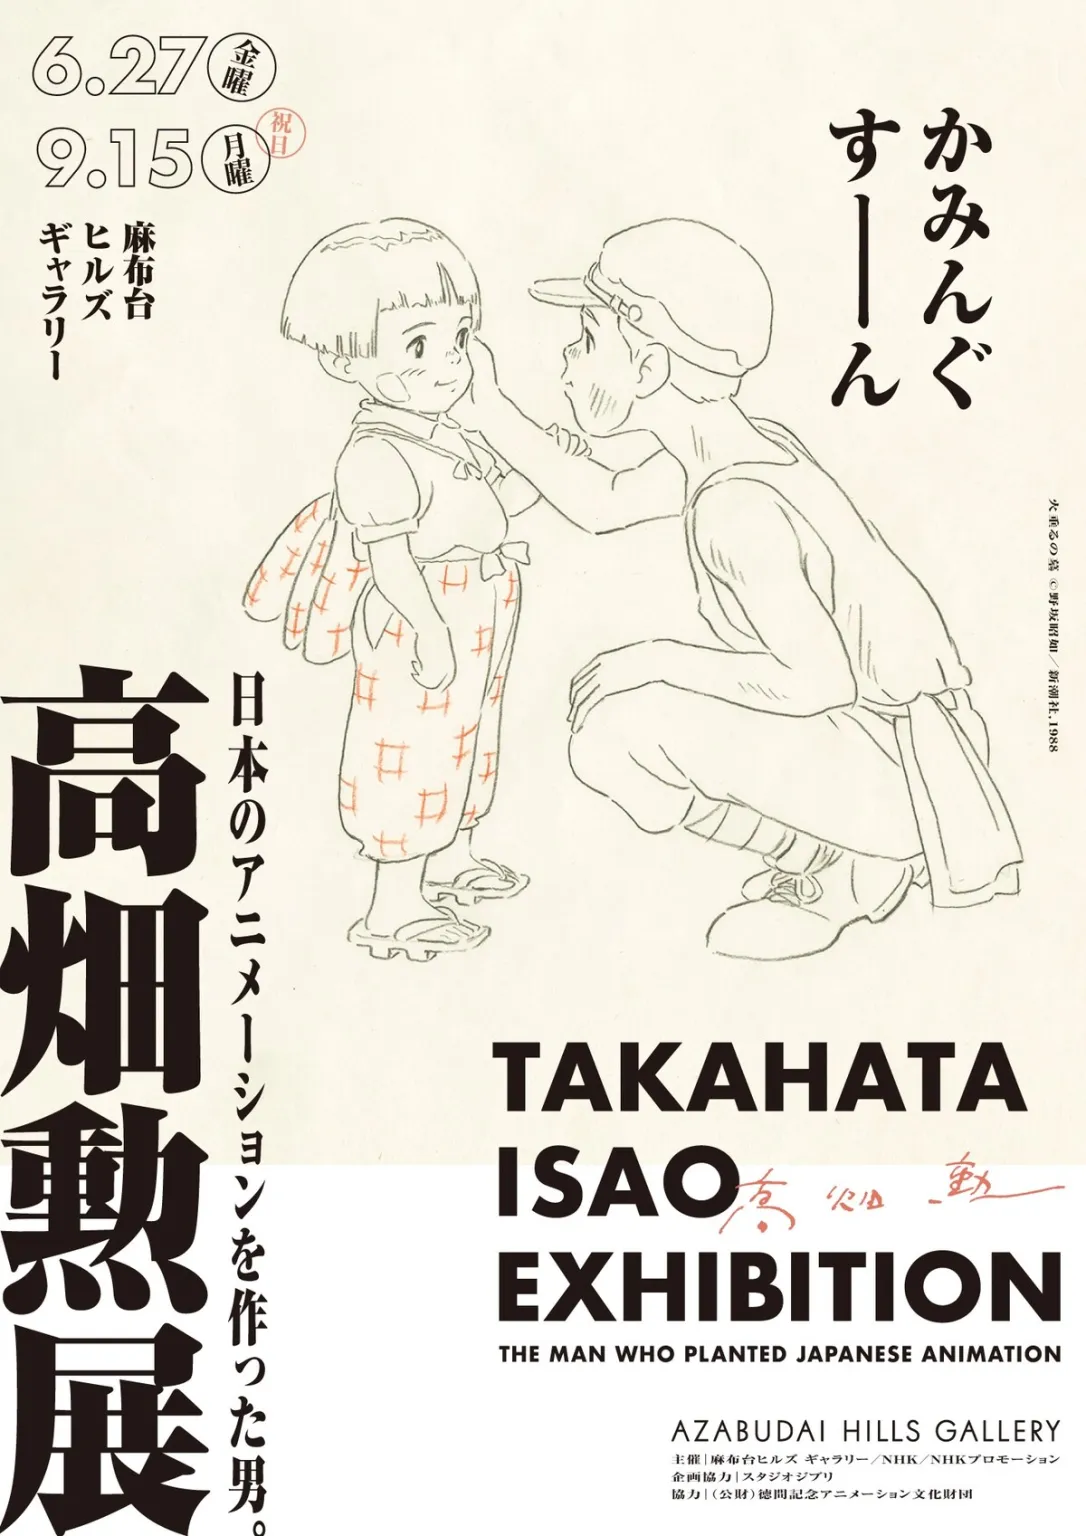 6.27 金曜
9.15 月曜 祝日
麻布台
ヒルズ
ギャラリー
かみんぐ
すーん
火垂るの墓 ©野坂昭如／新潮社, 1988
高畑勲展
日本のアニメーションを作った男。
TAKAHATA
ISAO
高畑勲
EXHIBITION
THE MAN WHO PLANTED JAPANESE ANIMATION
AZABUDAI HILLS GALLERY
主催|麻布台ヒルズ ギャラリー／NHK／NHKプロモーション
企画協力|スタジオジブリ
協力|（公財）徳間記念アニメーション文化財団